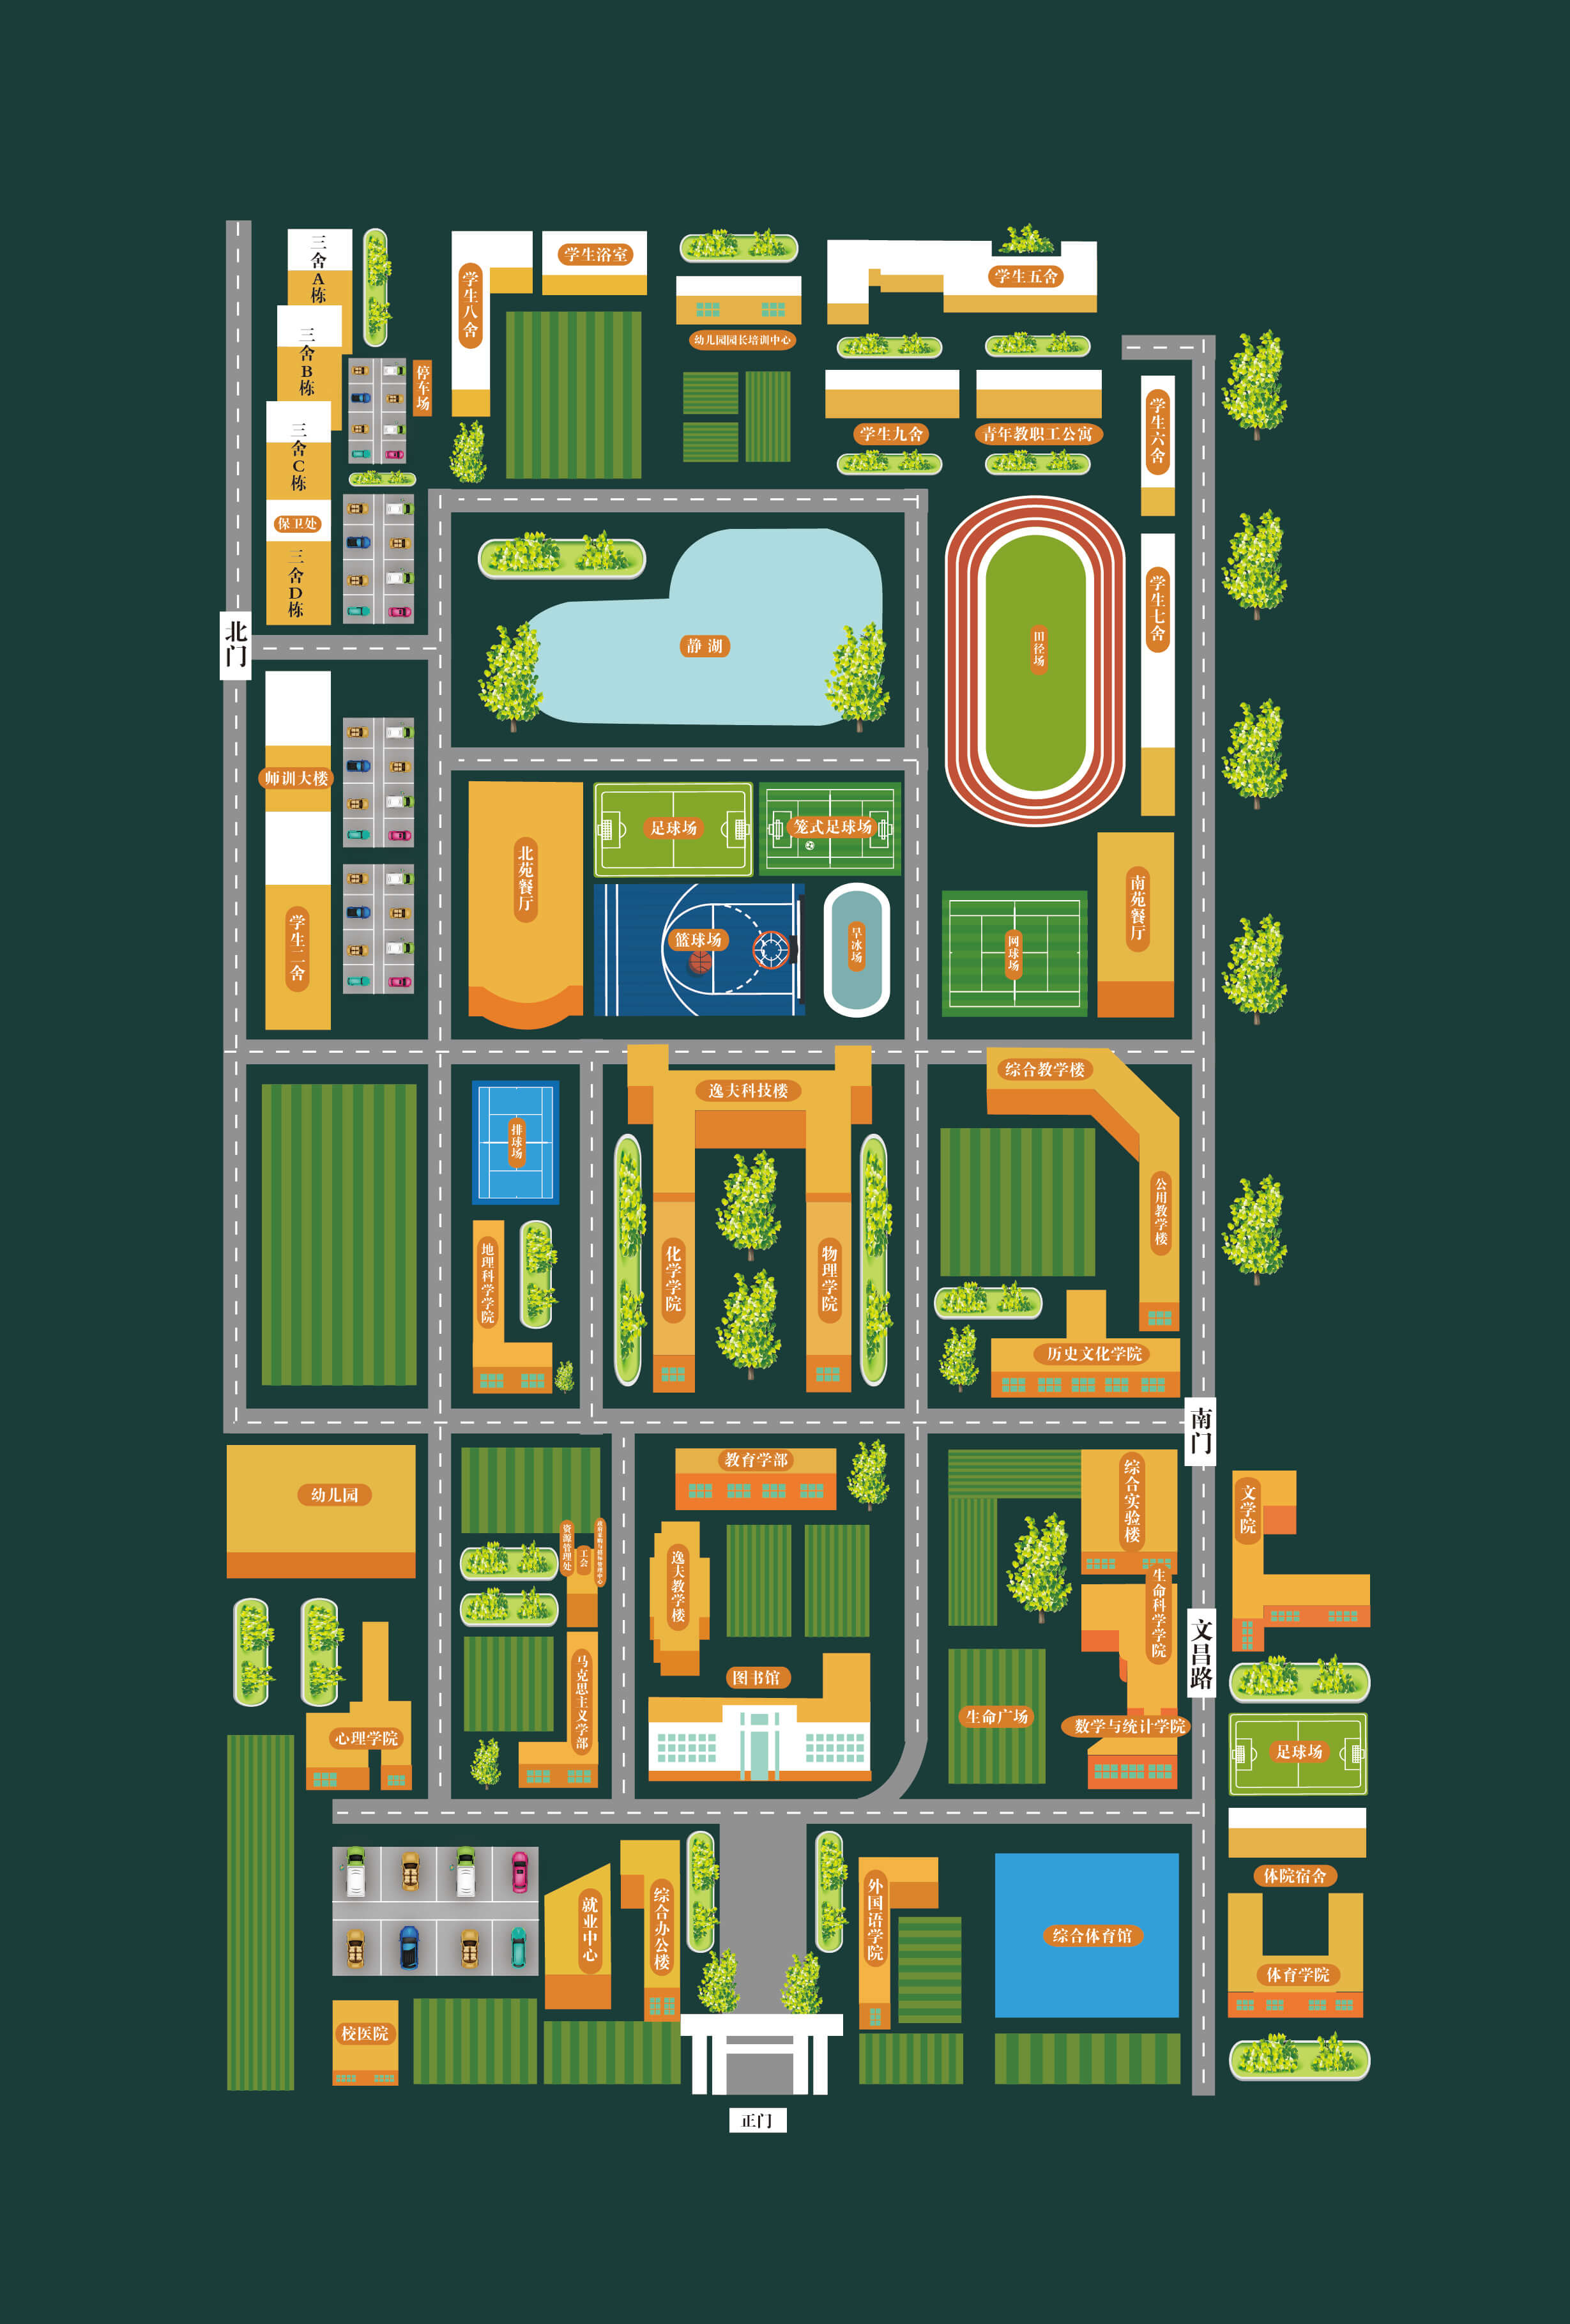 三舍A栋
三舍B栋
三舍C栋
保卫处
三舍D栋
停车场
学生八舍
学生浴室
幼儿园园长培训中心
学生五舍
学生九舍
青年教职工公寓
学生六舍
学生七舍
北门
静湖
田径场
师训大楼
学生二舍
北苑餐厅
足球场
笼式足球场
篮球场
旱冰场
网球场
南苑餐厅
排球场
地理科学学院
逸夫科技楼
化学学院
物理学院
综合教学楼
公用教学楼
历史文化学院
南门
幼儿园
资源管理处
工会
教育学部
逸夫教学楼
图书馆
马克思主义学部
心理学院
综合实验楼
生命科学学院
生命广场
数学与统计学院
文昌路
文学院
足球场
体院宿舍
体育学院
就业中心
综合办公楼
外国语学院
综合体育馆
校医院
正门